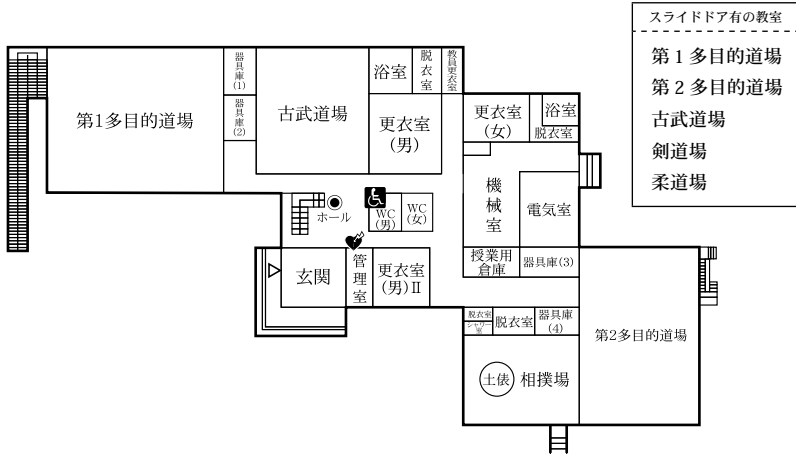 スライドドア有の教室
第１多目的道場
第２多目的道場
古武道場
剣道場
柔道場
第1多目的道場
器具庫(1)
器具庫(2)
古武道場
浴室
脱衣室
教員更衣室
更衣室
(男)
更衣室
(女)
浴室
脱衣室
機械室
電気室
ホール
WC
(男)
WC
(女)
授業用
倉庫
器具庫(3)
玄関
管理室
更衣室
(男)Ⅱ
脱衣室
シャワー
室
脱衣室
器具庫
(4)
第2多目的道場
土俵
相撲場